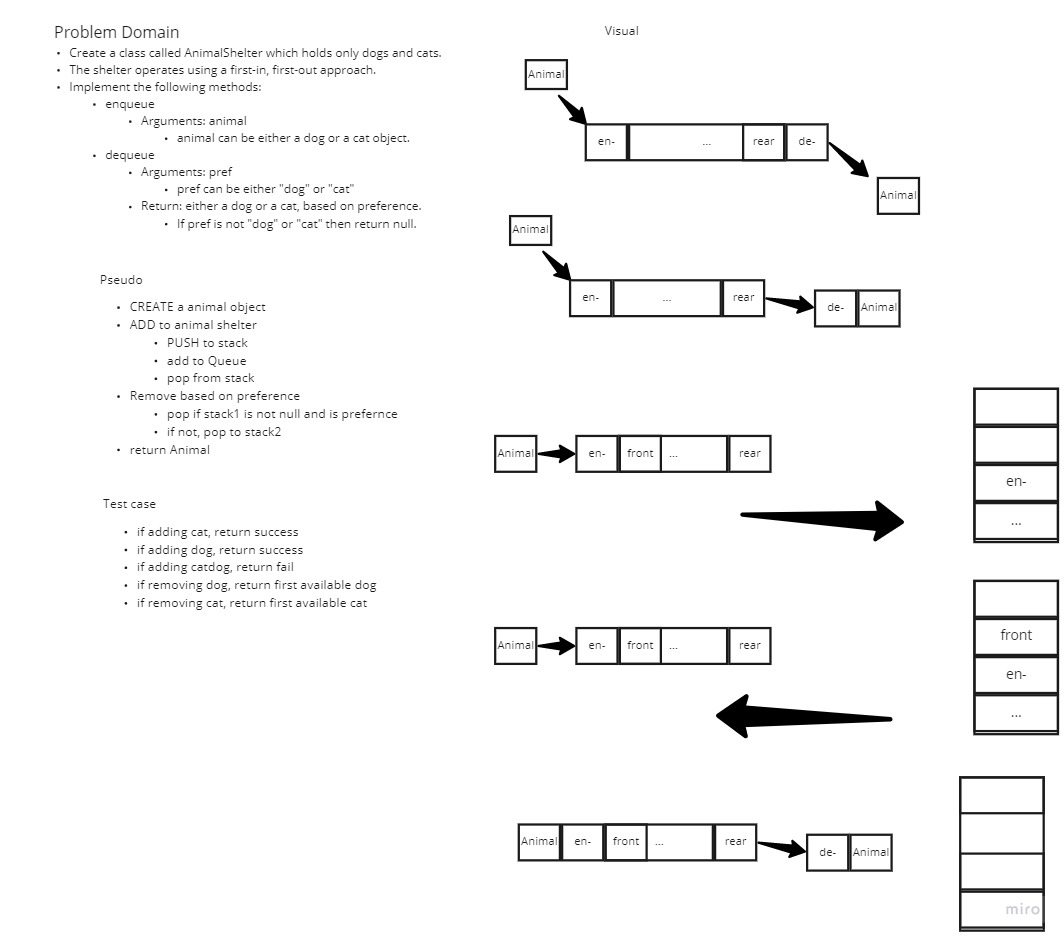 Problem Domain
• Create a class called AnimalShelter which holds only dogs and cats.
• The shelter operates using a first-in, first-out approach.
• Implement the following methods:
• enqueue
• Arguments: animal
• animal can be either a dog or a cat object.
• dequeue
• Arguments: pref
• pref can be either "dog" or "cat"
• Return: either a dog or a cat, based on preference.
• If pref is not "dog" or "cat" then return null.
Pseudo
• CREATE a animal object
• ADD to animal shelter
• PUSH to stack
• add to Queue
• pop from stack
• Remove based on preference
• pop if stack1 is not null and is prefernce
• if not, pop to stack2
• return Animal
Test case
• if adding cat, return success
• if adding dog, return success
• if adding catdog, return fail
• if removing dog, return first available dog
• if removing cat, return first available cat
Visual
Animal
en- ... rear de-
Animal
Animal
en- ... rear de- Animal
Animal en- front ... rear
en-
...
Animal en- front ... rear
front
en-
...
Animal en- front ... rear de- Animal
miro